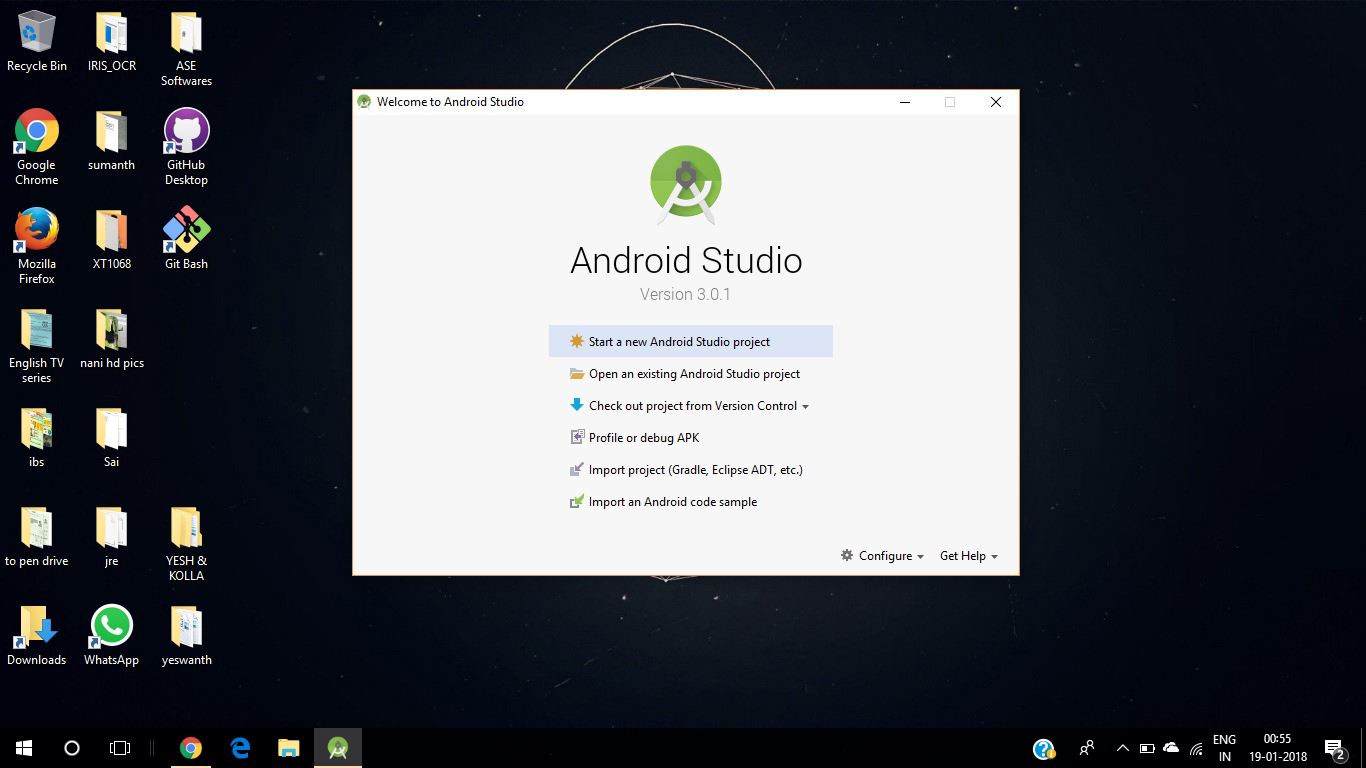 Recycle Bin
IRIS_OCR
ASE
Softwares
Google
Chrome
sumanth
GitHub
Desktop
Mozilla
Firefox
XT1068
Git Bash
English TV
series
nani hd pics
ibs
Sai
to pen drive
jre
YESH &
KOLLA
Downloads
WhatsApp
yeswanth
Welcome to Android Studio
Android Studio
Version 3.0.1
Start a new Android Studio project
Open an existing Android Studio project
Check out project from Version Control
Profile or debug APK
Import project (Gradle, Eclipse ADT, etc.)
Import an Android code sample
Configure
Get Help
ENG
IN
00:55
19-01-2018
2